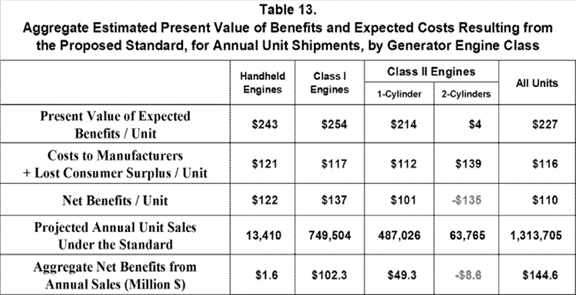 Table 13.
Aggregate Estimated Present Value of Benefits and Expected Costs Resulting from
the Proposed Standard, for Annual Unit Shipments, by Generator Engine Class
Handheld Engines Class I Engines Class II Engines All Units
1-Cylinder 2-Cylinders
Present Value of Expected
Benefits / Unit $243 $254 $214 $4 $227
Costs to Manufacturers
+ Lost Consumer Surplus / Unit $121 $117 $112 $139 $116
Net Benefits / Unit $122 $137 $101 -$135 $110
Projected Annual Unit Sales
Under the Standard 13,410 749,504 487,026 63,765 1,313,705
Aggregate Net Benefits from
Annual Sales (Million $) $1.6 $102.3 $49.3 -$8.6 $144.6